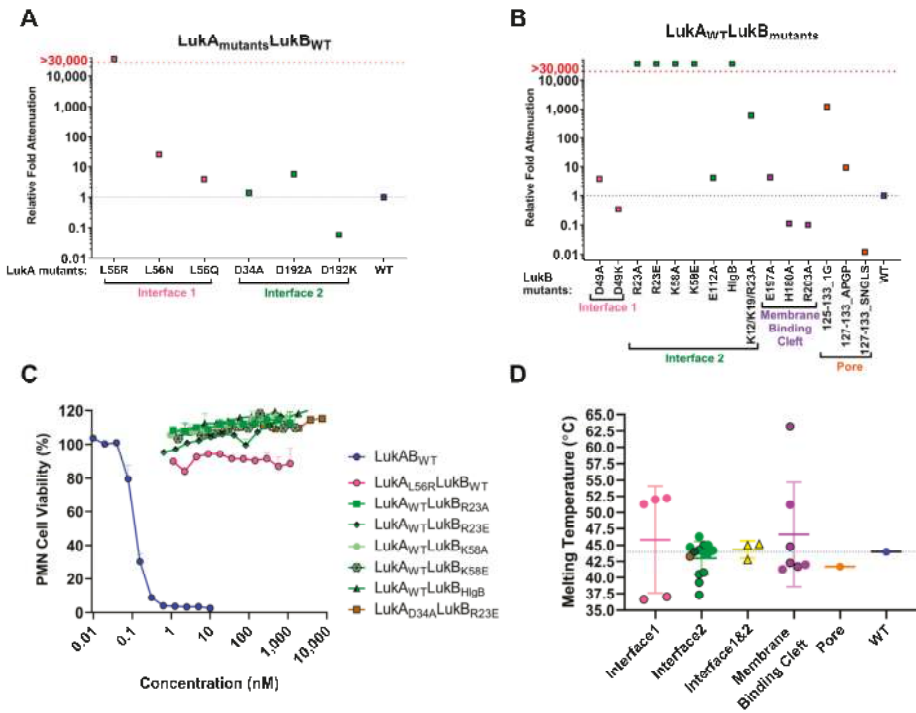 A
LukAmutantsLukBWT
Relative Fold Attenuation
>30,000
10,000
1,000
100
10
1
0.1
0.01
LukA mutants: L56R L56N L56Q D34A D192A D192K WT
Interface 1 Interface 2
B
LukAWTLukBmutants
Relative Fold Attenuation
>30,000
10,000
1,000
100
10
1
0.1
0.01
LukB mutants:
D49A D49K R23A R23E K58A K58E E112A HlgB K12/K19/R23A E197A H180A R203A 125-133_1G 127-133_APGP 127-133_SNGLS WT
Interface 1
Interface 2
Membrane
Binding
Cleft
Pore
C
PMN Cell Viability (%)
120
100
80
60
40
20
0
0.01 0.1 1 10 100 1,000 10,000
Concentration (nM)
LukABWT
LukAL56RLukBWT
LukAWTLukBR23A
LukAWTLukBR23E
LukAWTLukBK58A
LukAWTLukBK58E
LukAWTLukBHlgB
LukAD34ALukBR23E
D
Melting Temperature (°C)
65.0
62.5
60.0
57.5
55.0
52.5
50.0
47.5
45.0
42.5
40.0
37.5
35.0
Interface1
Interface2
Interface1&2
Membrane
Binding Cleft
Pore
WT